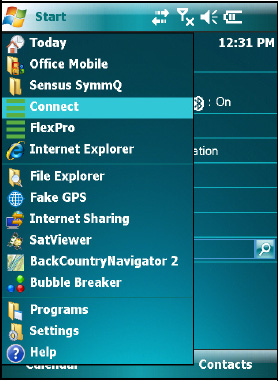 Start
Today
12:31 PM
Office Mobile
Sensus SymmQ
Connect
: On
FlexPro
Internet Explorer
ation
File Explorer
Fake GPS
Internet Sharing
SatViewer
BackCountryNavigator 2
Bubble Breaker
Programs
Settings
Help
Calendar
Contacts